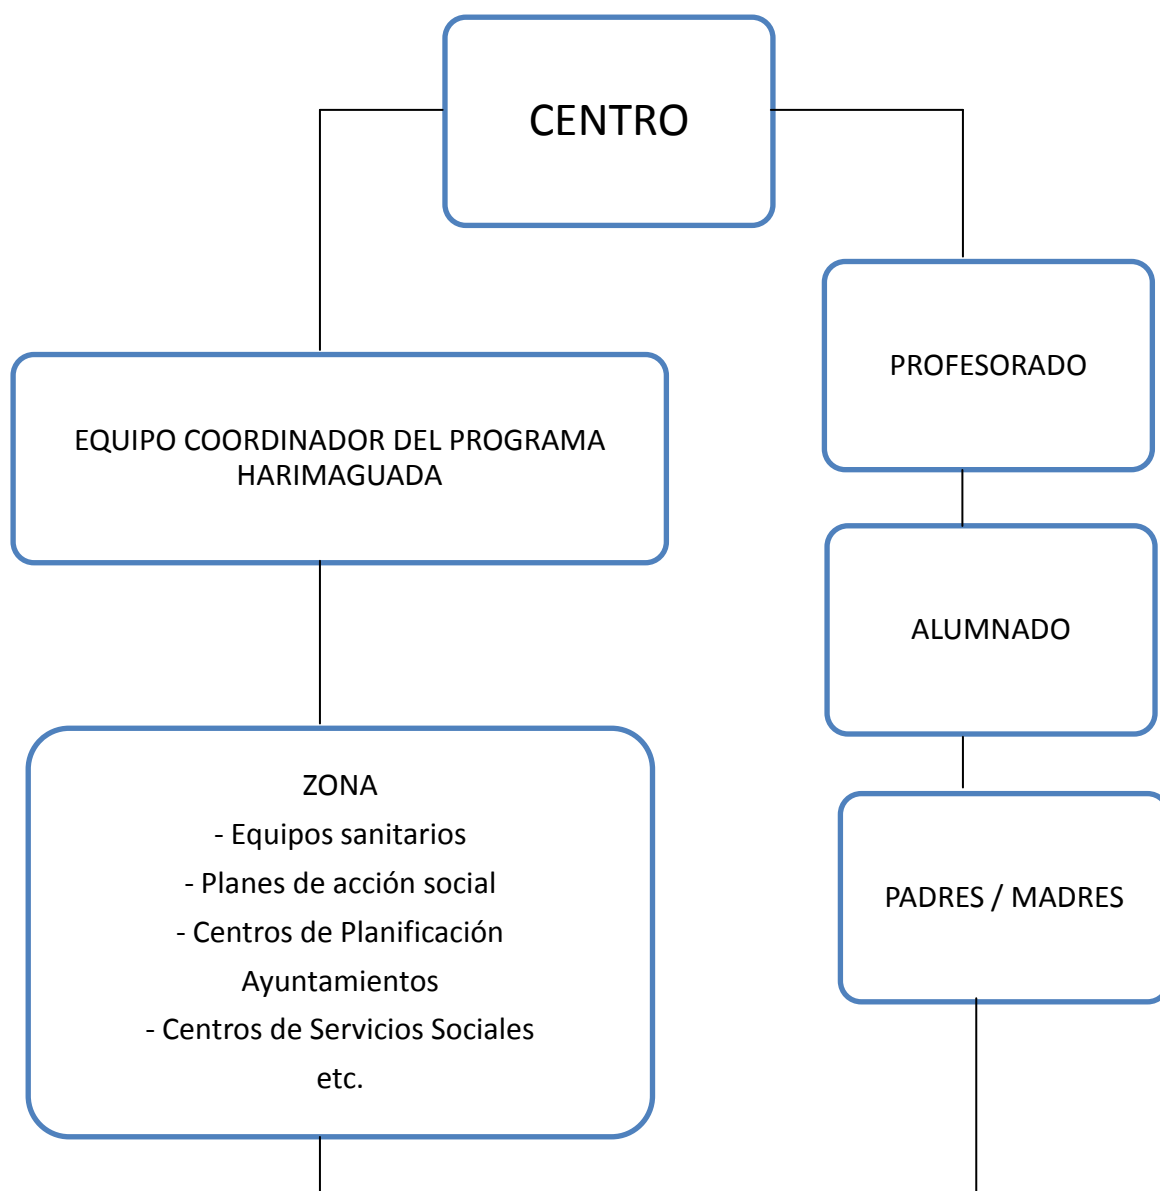 CENTRO
PROFESORADO
EQUIPO COORDINADOR DEL PROGRAMA
HARIMAGUADA
ALUMNADO
ZONA
- Equipos sanitarios
- Planes de acción social
- Centros de Planificación
Ayuntamientos
- Centros de Servicios Sociales
etc.
PADRES / MADRES